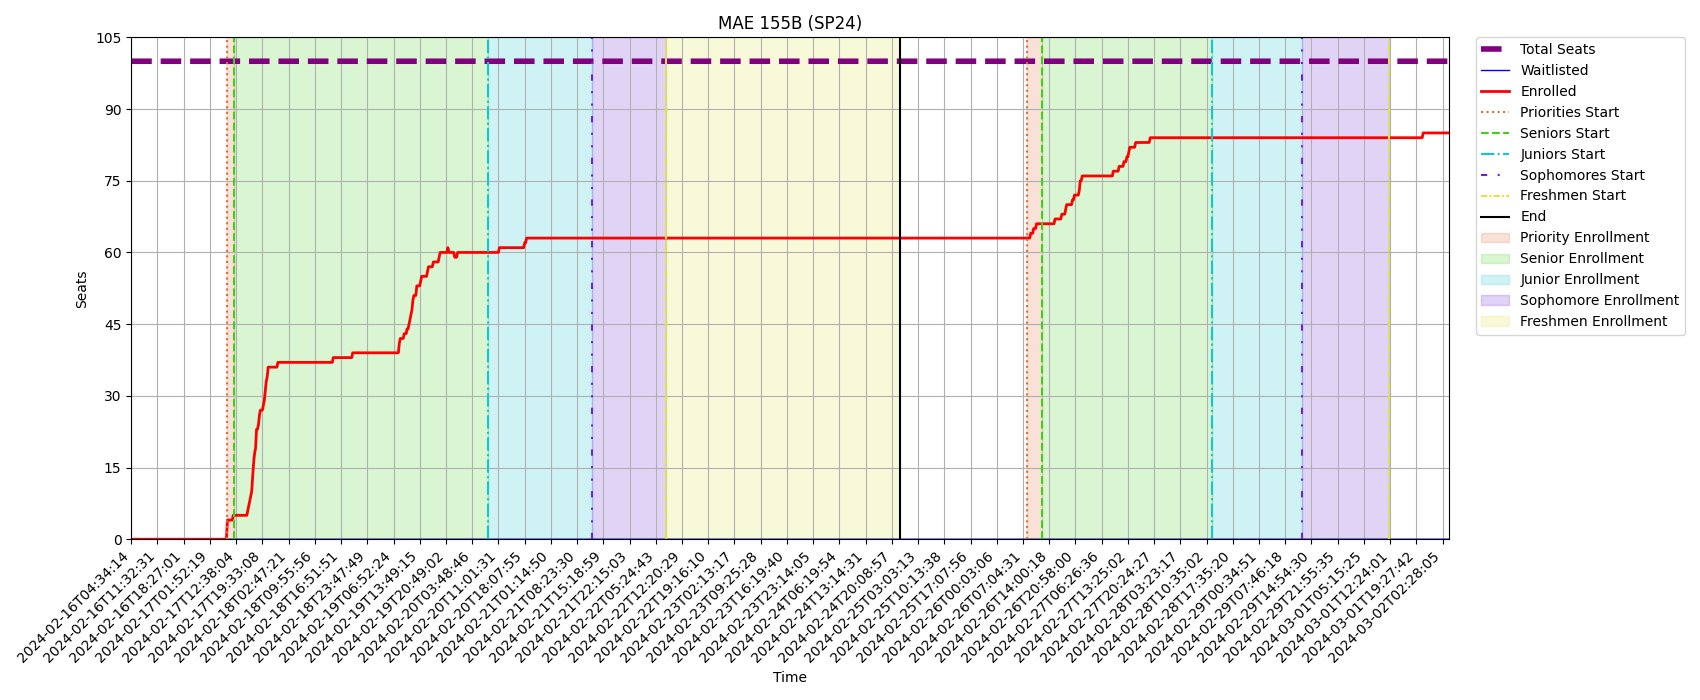 MAE 155B (SP24)
105
90
75
60
45
30
15
0
Seats
2024-02-16T04:34:14
2024-02-16T11:32:31
2024-02-16T18:27:01
2024-02-17T01:52:19
2024-02-17T12:38:04
2024-02-17T19:33:08
2024-02-18T02:47:21
2024-02-18T09:55:56
2024-02-18T16:51:51
2024-02-18T23:47:49
2024-02-19T06:52:24
2024-02-19T13:49:15
2024-02-19T20:49:02
2024-02-20T03:48:46
2024-02-20T11:01:31
2024-02-20T18:07:55
2024-02-21T01:14:50
2024-02-21T08:23:30
2024-02-21T15:18:59
2024-02-21T22:15:03
2024-02-22T05:24:43
2024-02-22T12:20:29
2024-02-22T19:16:10
2024-02-23T02:13:17
2024-02-23T09:25:28
2024-02-23T16:19:40
2024-02-23T23:14:05
2024-02-24T06:19:54
2024-02-24T13:14:31
2024-02-24T20:08:57
2024-02-25T03:03:13
2024-02-25T10:13:38
2024-02-25T17:07:56
2024-02-26T00:03:06
2024-02-26T07:04:31
2024-02-26T14:00:18
2024-02-26T20:58:00
2024-02-27T06:26:36
2024-02-27T13:25:02
2024-02-27T20:24:27
2024-02-28T03:23:17
2024-02-28T10:35:02
2024-02-28T17:35:20
2024-02-29T00:34:51
2024-02-29T07:46:18
2024-02-29T14:54:30
2024-02-29T21:55:35
2024-03-01T05:15:25
2024-03-01T12:24:01
2024-03-01T19:27:42
2024-03-02T02:28:05
Time
Total Seats
Waitlisted
Enrolled
Priorities Start
Seniors Start
Juniors Start
Sophomores Start
Freshmen Start
End
Priority Enrollment
Senior Enrollment
Junior Enrollment
Sophomore Enrollment
Freshmen Enrollment